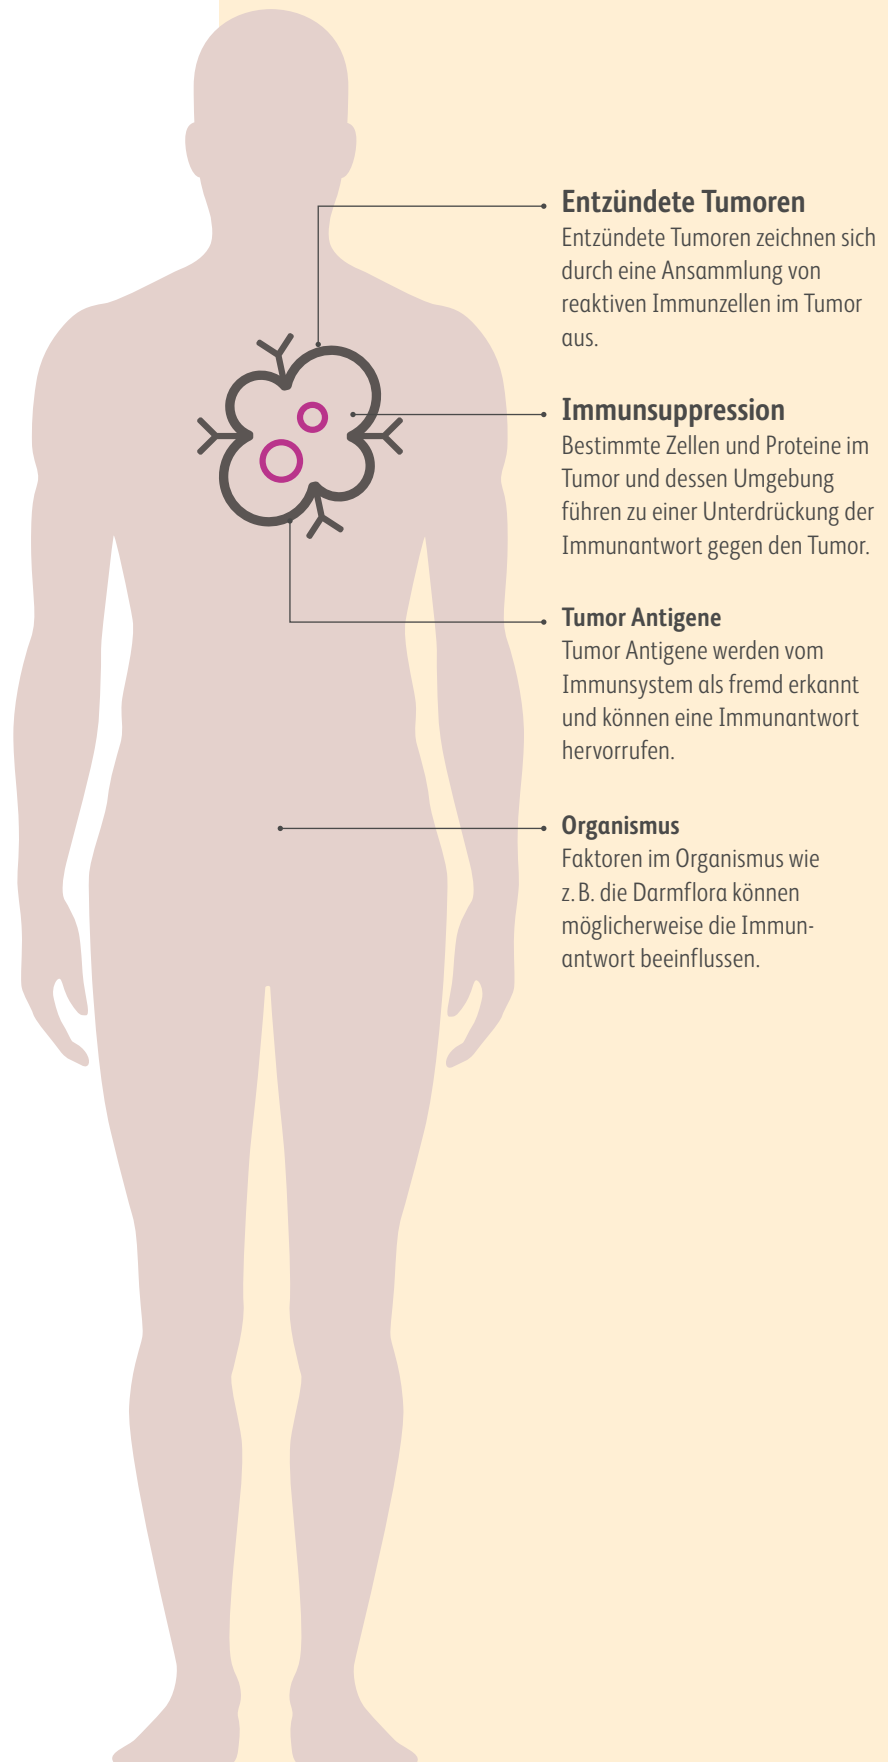 Entzündete Tumoren
Entzündete Tumoren zeichnen sich
durch eine Ansammlung von
reaktiven Immunzellen im Tumor
aus.
Immunsuppression
Bestimmte Zellen und Proteine im
Tumor und dessen Umgebung
führen zu einer Unterdrückung der
Immunantwort gegen den Tumor.
Tumor Antigene
Tumor Antigene werden vom
Immunsystem als fremd erkannt
und können eine Immunantwort
hervorrufen.
Organismus
Faktoren im Organismus wie
z. B. die Darmflora können
möglicherweise die Immun-
antwort beeinflussen.